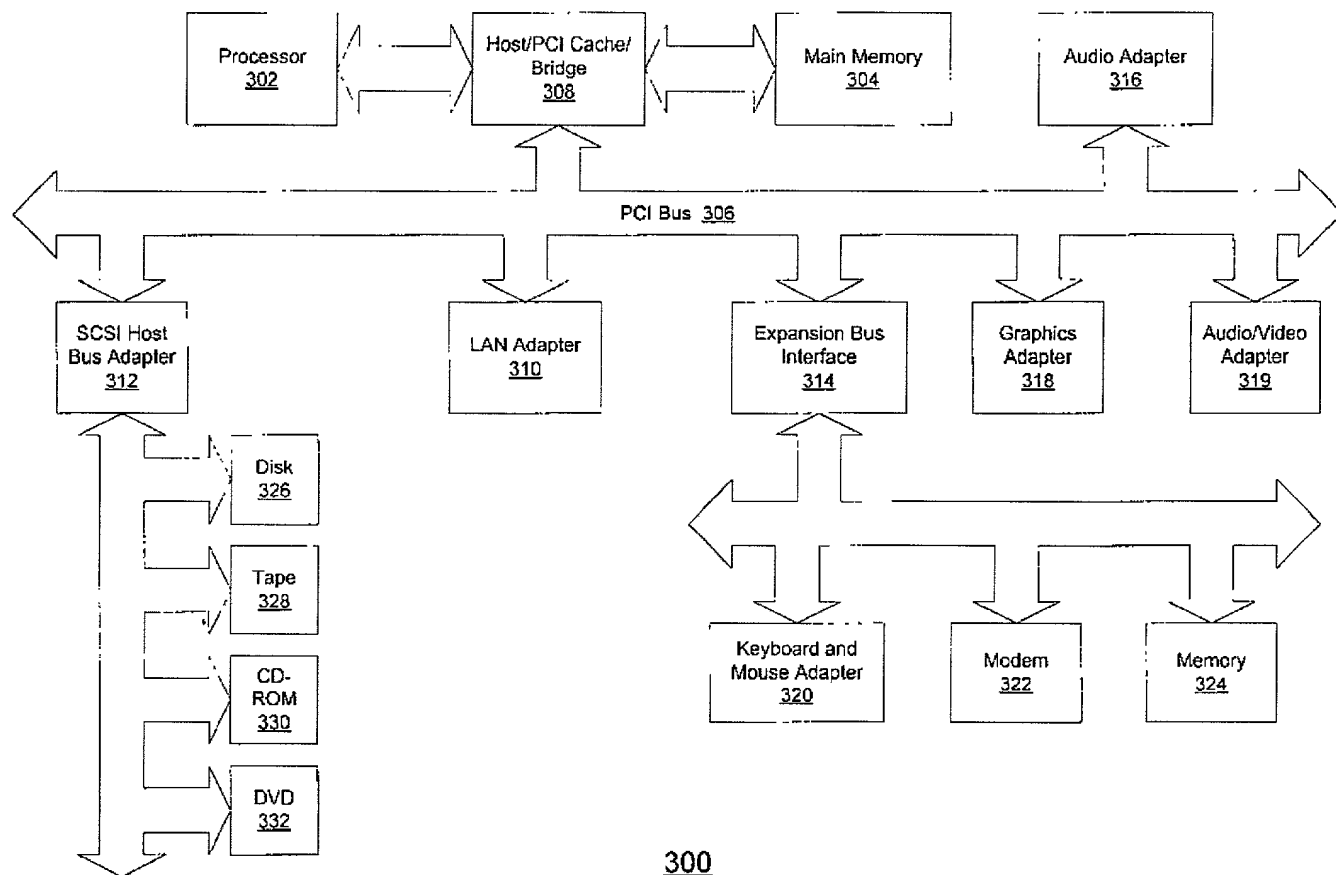 Processor
302
Host/PCI Cache/
Bridge
308
Main Memory
304
Audio Adapter
316
PCI Bus 306
SCSI Host
Bus Adapter
312
LAN Adapter
310
Expansion Bus
Interface
314
Graphics
Adapter
318
Audio/Video
Adapter
319
Disk
326
Tape
328
CD-
ROM
330
DVD
332
Keyboard and
Mouse Adapter
320
Modem
322
Memory
324
300